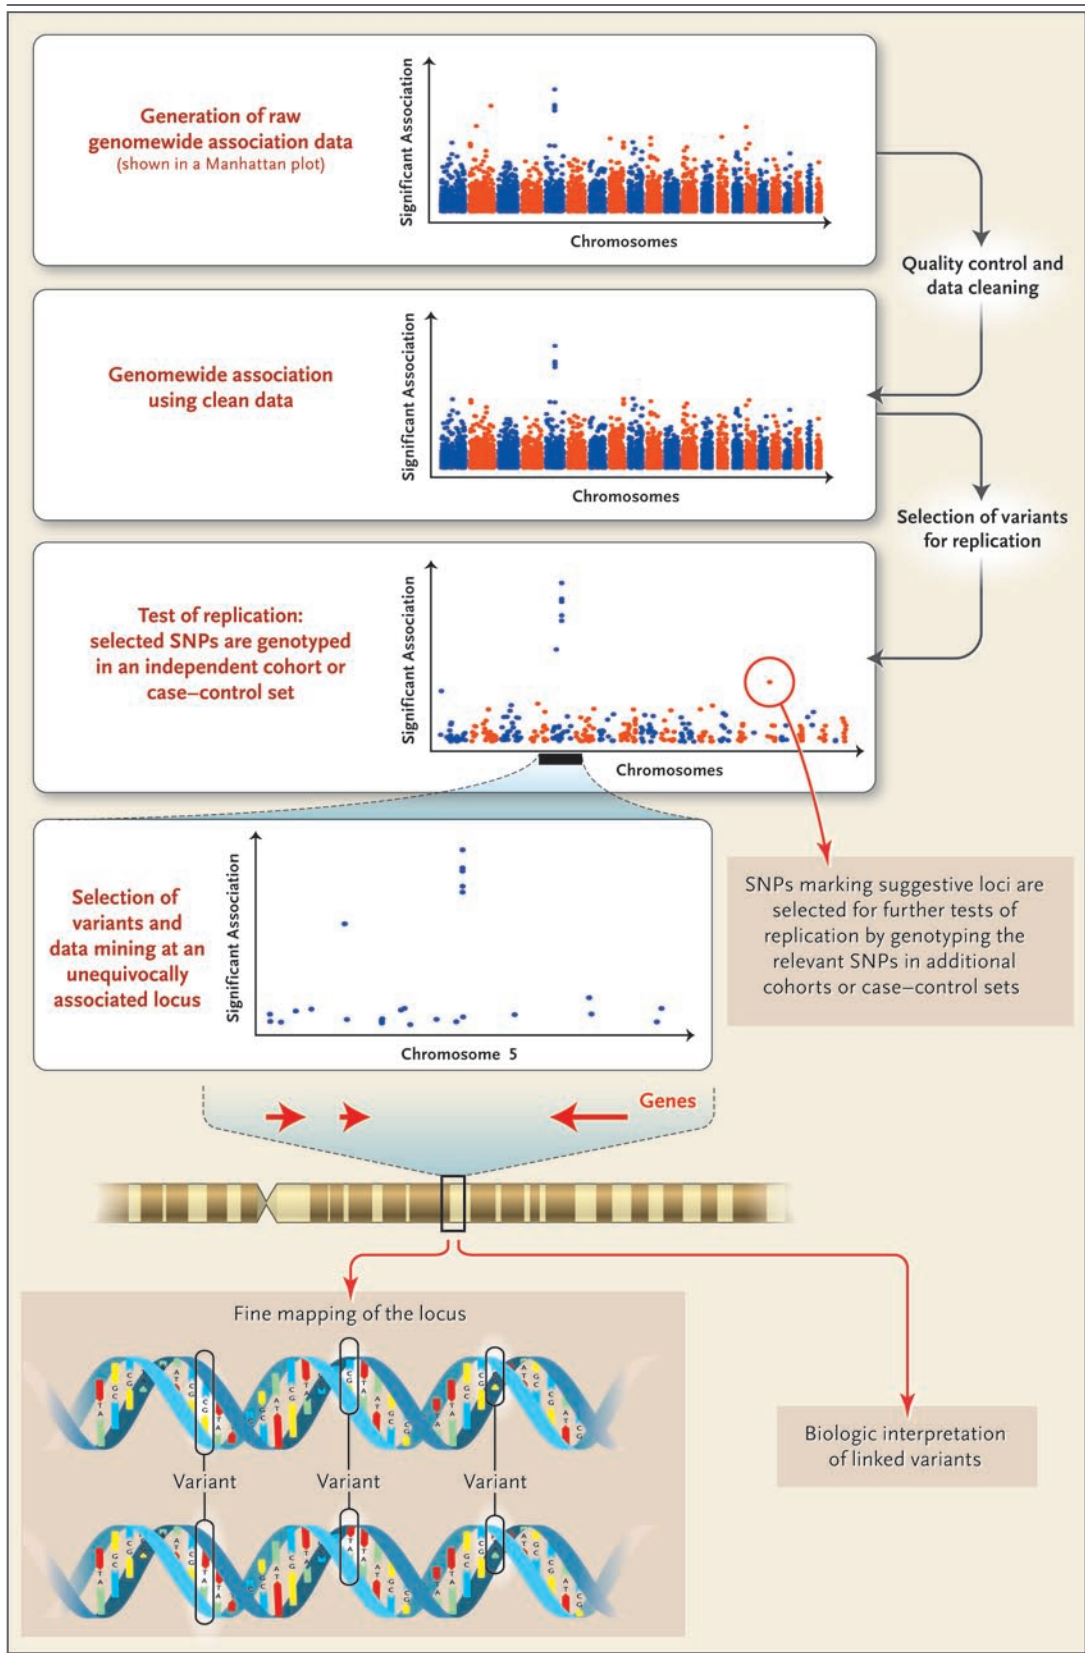 Generation of raw
genomewide association data
(shown in a Manhattan plot)
Significant Association
Chromosomes
Quality control and
data cleaning
Genomewide association
using clean data
Significant Association
Chromosomes
Selection of variants
for replication
Test of replication:
selected SNPs are genotyped
in an independent cohort or
case–control set
Significant Association
Chromosomes
SNPs marking suggestive loci are
selected for further tests of
replication by genotyping the
relevant SNPs in additional
cohorts or case–control sets
Selection of
variants and
data mining at an
unequivocally
associated locus
Significant Association
Chromosome 5
Genes
Fine mapping of the locus
Variant
Variant
Variant
Biologic interpretation
of linked variants